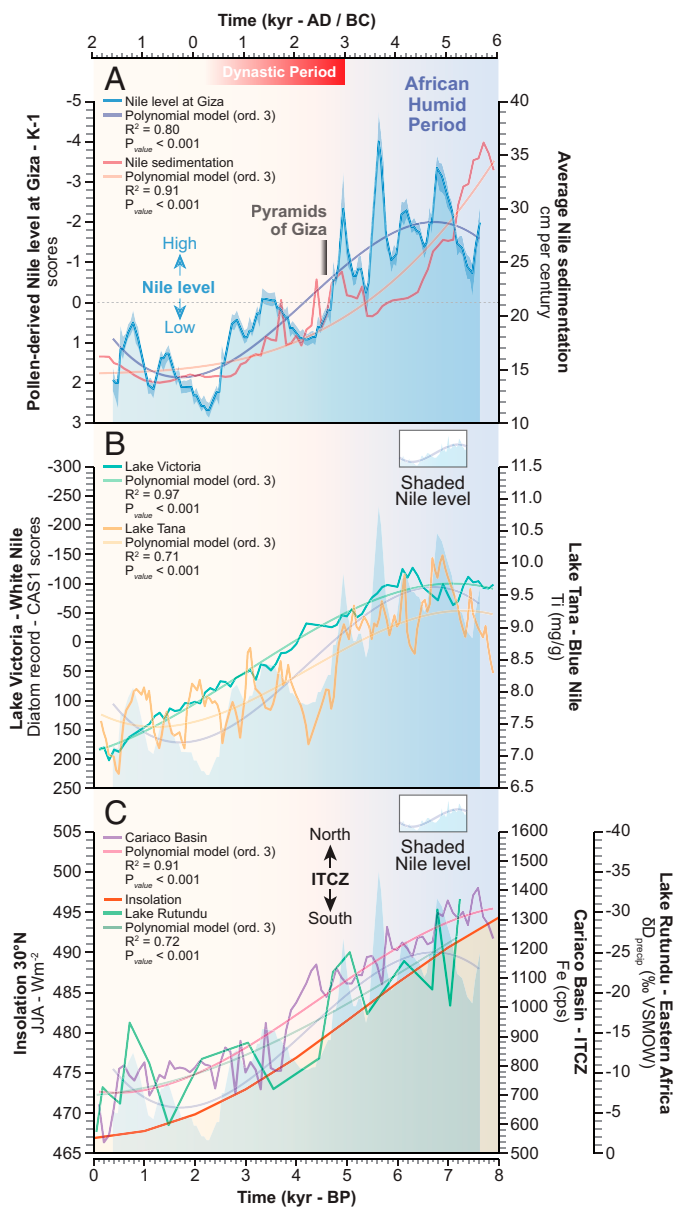 Time (kyr - AD / BC)
2 1 0 1 2 3 4 5 6
Dynastic Period
A
African
Humid
Period
Nile level at Giza
Polynomial model (ord. 3)
R² = 0.80
Pvalue < 0.001
Nile sedimentation
Polynomial model (ord. 3)
R² = 0.91
Pvalue < 0.001
Pyramids
of Giza
High
Nile level
Low
Pollen-derived Nile level at Giza - K-1
scores
-5
-4
-3
-2
-1
0
1
2
3
40
35
30
25
20
15
10
Average Nile sedimentation
cm per century
B
Lake Victoria
Polynomial model (ord. 3)
R² = 0.97
Pvalue < 0.001
Lake Tana
Polynomial model (ord. 3)
R² = 0.71
Pvalue < 0.001
Shaded
Nile level
Lake Victoria - White Nile
Diatom record - CAS1 scores
-300
-250
-200
-150
-100
-50
0
50
100
150
200
250
11.5
11.0
10.5
10.0
9.5
9.0
8.5
8.0
7.5
7.0
6.5
Lake Tana - Blue Nile
Ti (mg/g)
C
Cariaco Basin
Polynomial model (ord. 3)
R² = 0.91
Pvalue < 0.001
Insolation
Lake Rutundu
Polynomial model (ord. 3)
R² = 0.72
Pvalue < 0.001
North
ITCZ
South
Shaded
Nile level
Insolation 30°N
JJA - Wm-2
505
500
495
490
485
480
475
470
465
1600
1500
1400
1300
1200
1100
1000
900
800
700
600
500
Cariaco Basin - ITCZ
Fe (cps)
-40
-35
-30
-25
-20
-15
-10
-5
0
Lake Rutundu - Eastern Africa
δDprecip (‰ VSMOW)
0 1 2 3 4 5 6 7 8
Time (kyr - BP)